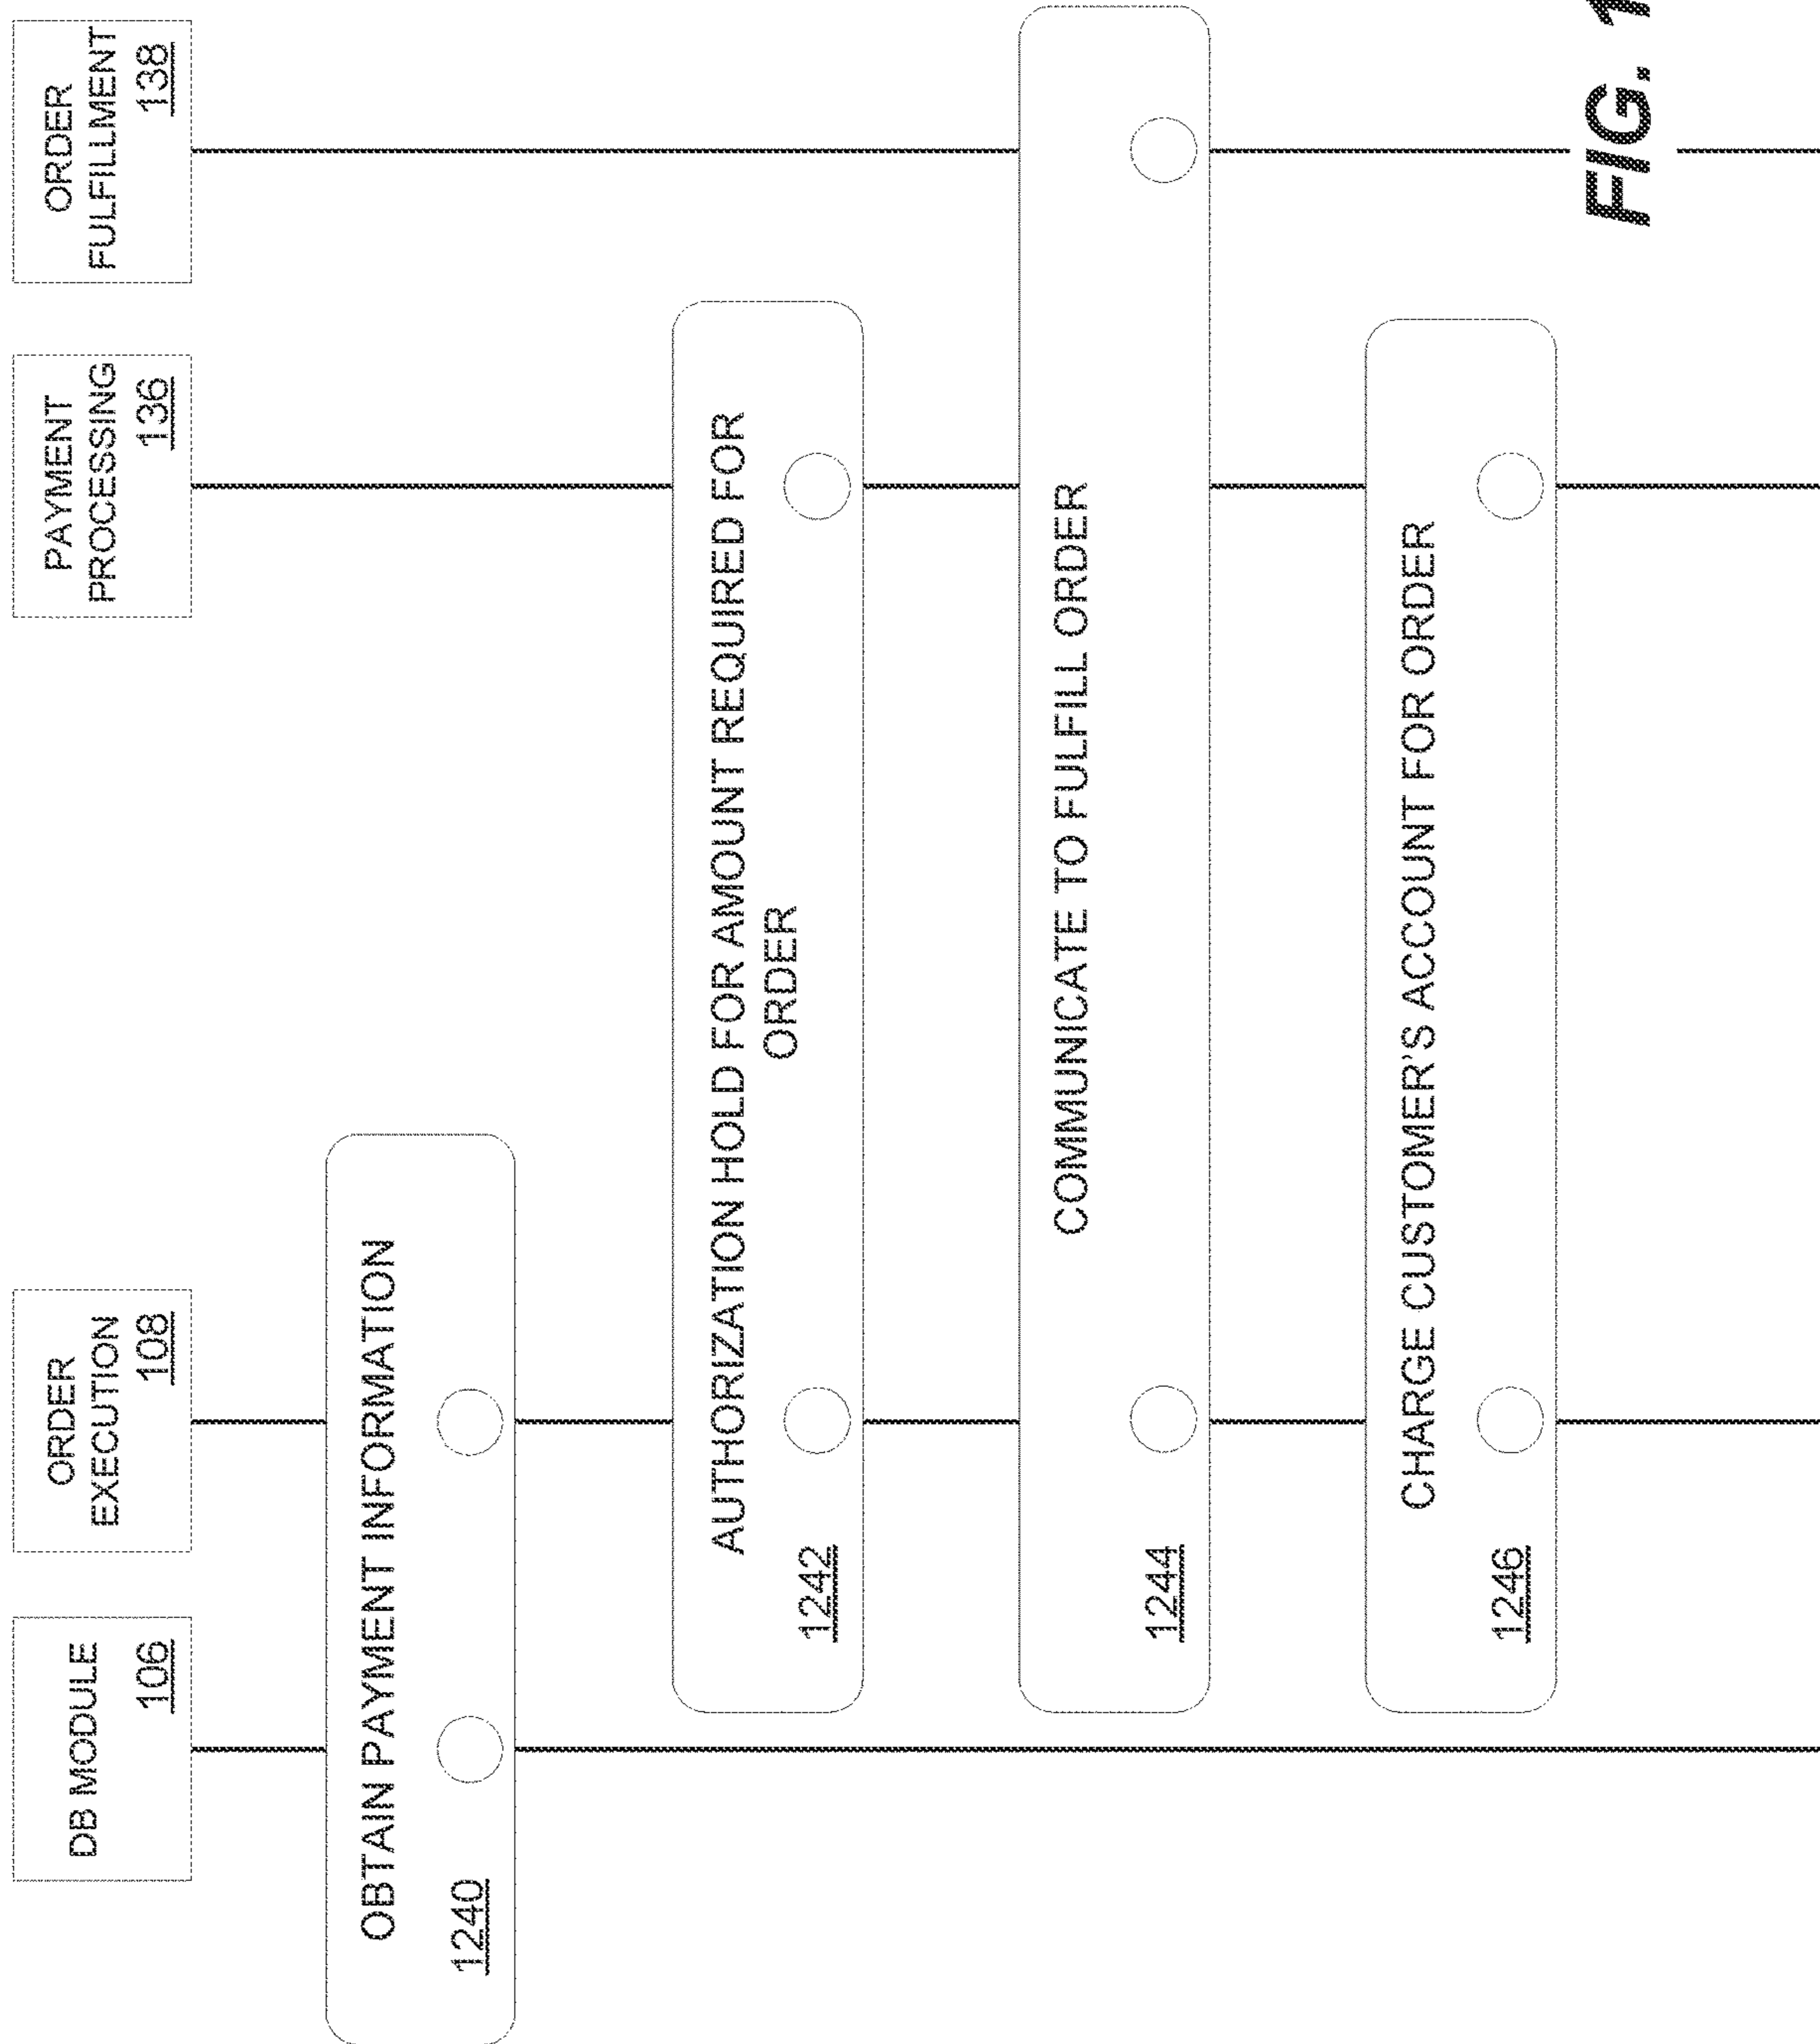 DB MODULE
106
ORDER
EXECUTION
108
PAYMENT
PROCESSING
136
ORDER
FULFILLMENT
138
OBTAIN PAYMENT INFORMATION
1240
AUTHORIZATION HOLD FOR AMOUNT REQUIRED FOR
ORDER
1242
COMMUNICATE TO FULFILL ORDER
1244
CHARGE CUSTOMER'S ACCOUNT FOR ORDER
1246
FIG.